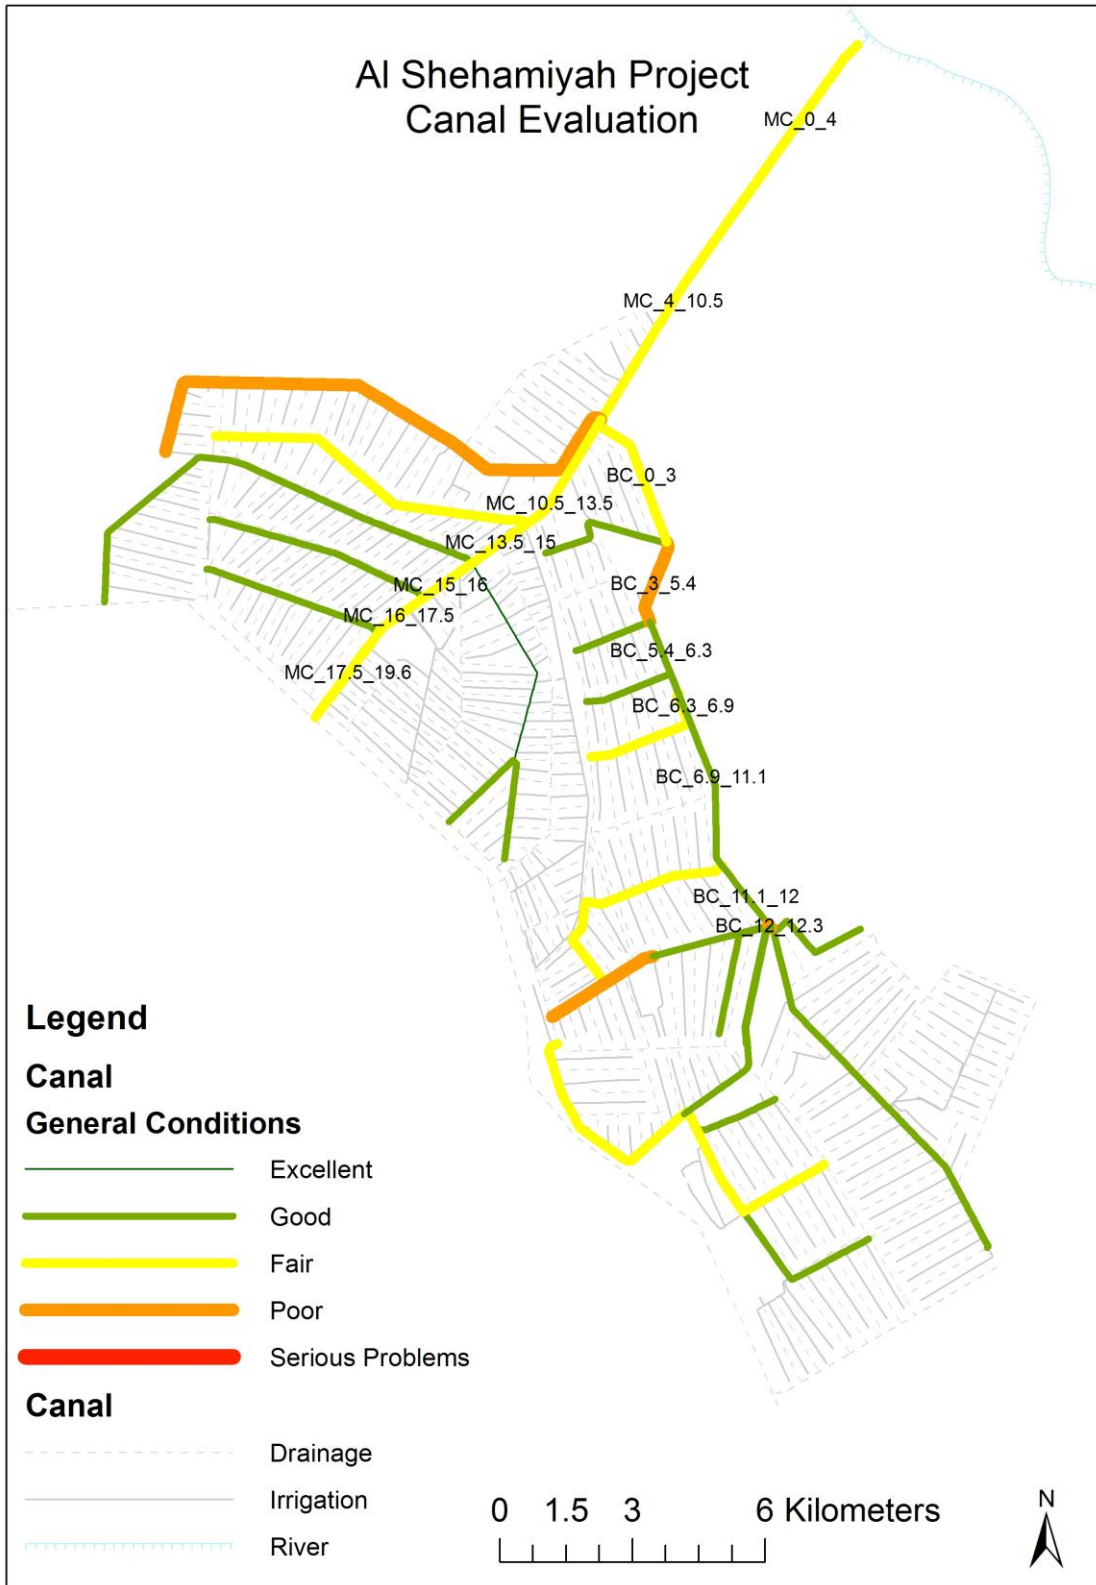 Al Shehamiyah Project
Canal Evaluation
MC_0_4
MC_4_10.5
BC_0_3
MC_10.5_13.5
MC_13.5_15
MC_15_16
BC_3_5.4
MC_16_17.5
BC_5.4_6.3
MC_17.5_19.6
BC_6.3_6.9
BC_6.9_11.1
BC_11.1_12
BC_12_12.3
Legend
Canal
General Conditions
Excellent
Good
Fair
Poor
Serious Problems
Canal
Drainage
Irrigation
River
0 1.5 3 6 Kilometers
N